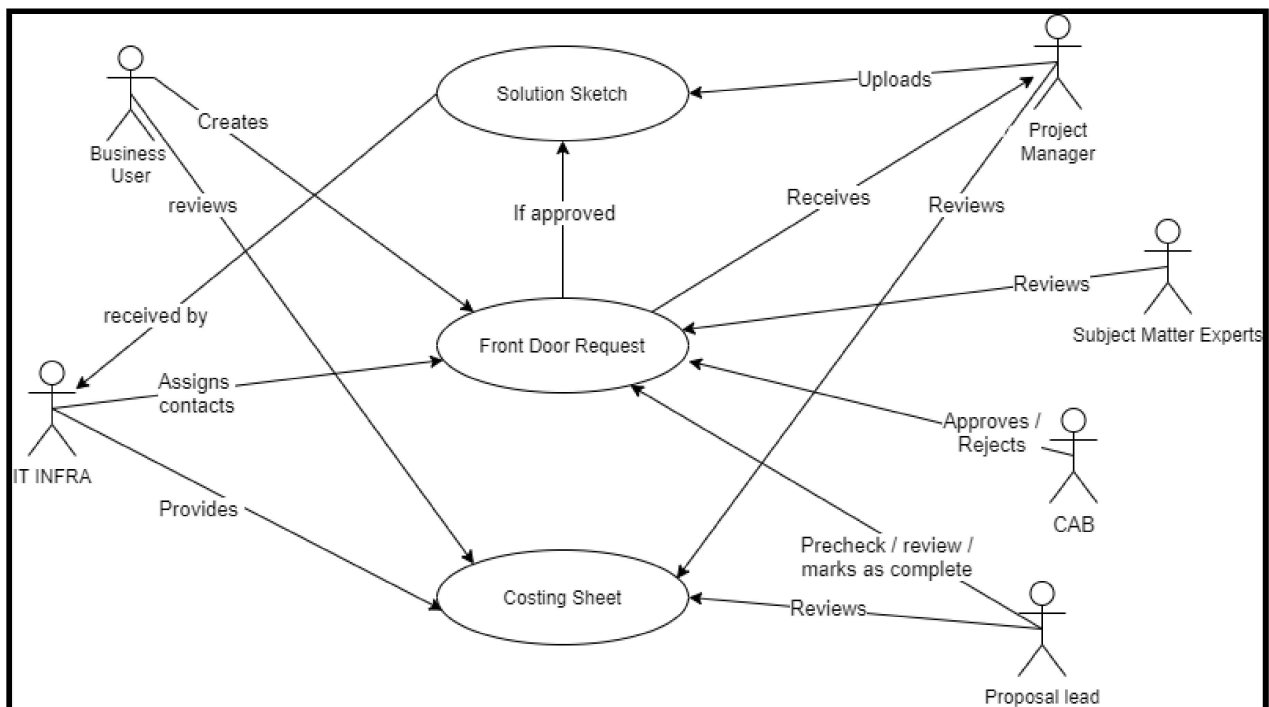 Solution Sketch
Uploads
Creates
Project
Manager
Business
User
reviews
If approved
Receives
Reviews
Reviews
received by
Front Door Request
Subject Matter Experts
Assigns
contacts
Approves /
Rejects
IT INFRA
Provides
CAB
Precheck / review /
marks as complete
Costing Sheet
Reviews
Proposal lead